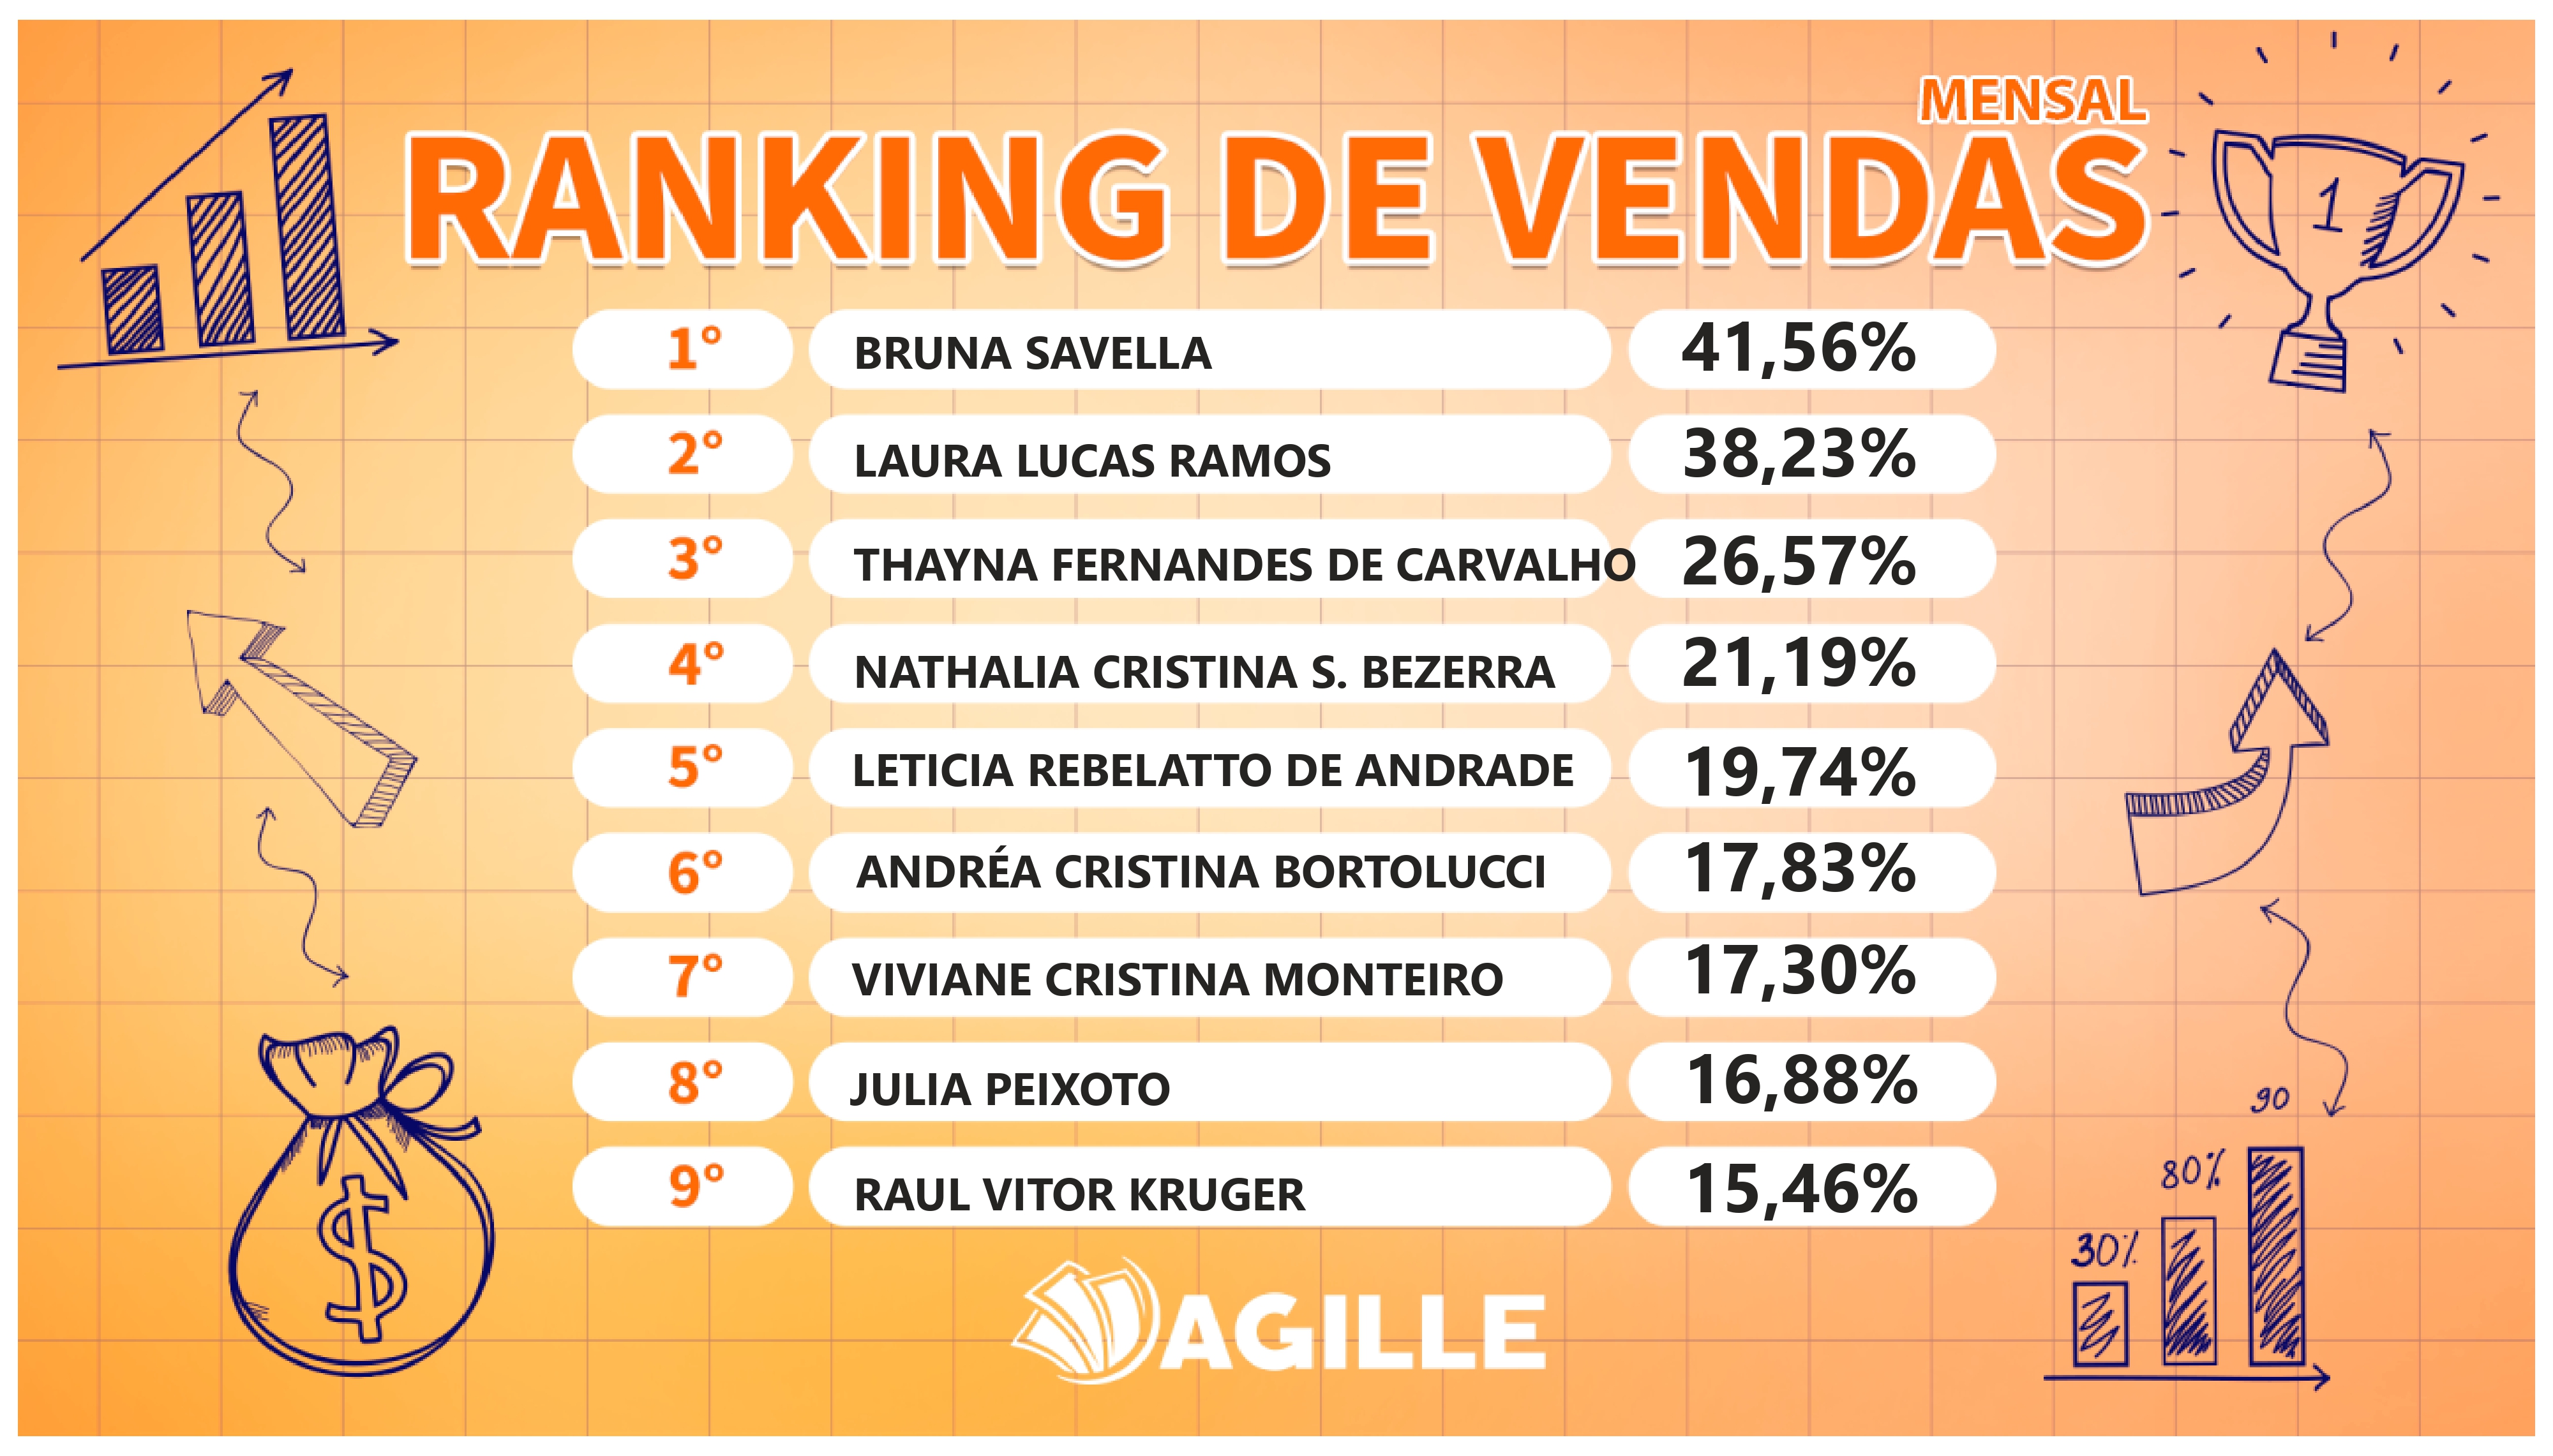 MENSAL
RANKING DE VENDAS
1° BRUNA SAVELLA 41,56%
2° LAURA LUCAS RAMOS 38,23%
3° THAYNA FERNANDES DE CARVALHO 26,57%
4° NATHALIA CRISTINA S. BEZERRA 21,19%
5° LETICIA REBELATTO DE ANDRADE 19,74%
6° ANDRÉA CRISTINA BORTOLUCCI 17,83%
7° VIVIANE CRISTINA MONTEIRO 17,30%
8° JULIA PEIXOTO 16,88%
9° RAUL VITOR KRUGER 15,46%
AGILLE
1
$
90
80%
30%